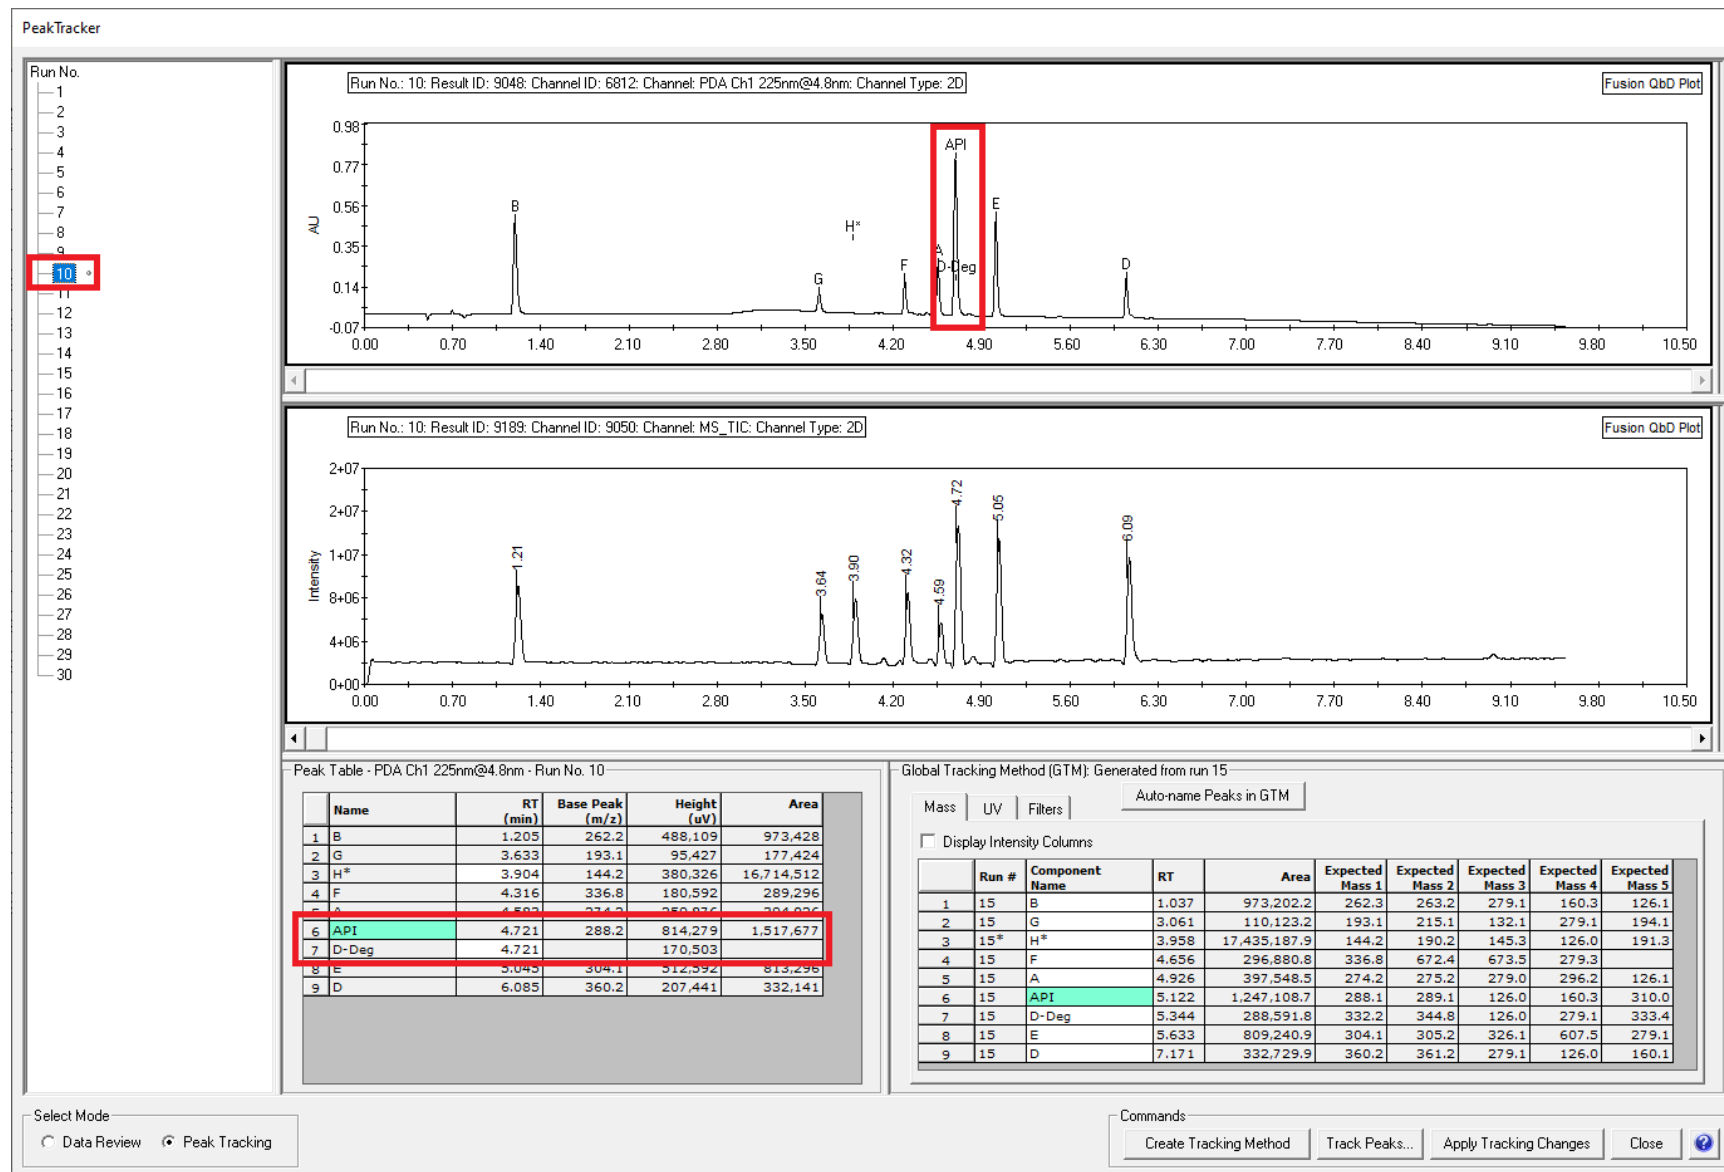 PeakTracker
Run No.
1
2
3
4
5
6
7
8
9
10
11
12
13
14
15
16
17
18
19
20
21
22
23
24
25
26
27
28
29
30
Run No.: 10: Result ID: 9048: Channel ID: 6812: Channel: PDA Ch1 225nm@4.8nm: Channel Type: 2D
Fusion QbD Plot
0.98
0.77
0.56
0.35
0.14
-0.07
AU
B
H*
G
F
A
API
D-Deg
E
D
0.00 0.70 1.40 2.10 2.80 3.50 4.20 4.90 5.60 6.30 7.00 7.70 8.40 9.10 9.80 10.50
Run No.: 10: Result ID: 9189: Channel ID: 9050: Channel: MS_TIC: Channel Type: 2D
Fusion QbD Plot
2+07
2+07
1+07
8+06
4+06
0+00
Intensity
1.21
3.64
3.90
4.32
4.59
4.72
5.05
6.09
0.00 0.70 1.40 2.10 2.80 3.50 4.20 4.90 5.60 6.30 7.00 7.70 8.40 9.10 9.80 10.50
Peak Table - PDA Ch1 225nm@4.8nm - Run No. 10
Name RT (min) Base Peak (m/z) Height (uV) Area
1 B 1.205 262.2 488,109 973,428
2 G 3.633 193.1 95,427 177,424
3 H* 3.904 144.2 380,326 16,714,512
4 F 4.316 336.8 180,592 289,296
6 API 4.721 288.2 814,279 1,517,677
7 D-Deg 4.721 170,503
8 E 5.045 304.1 512,592 813,296
9 D 6.085 360.2 207,441 332,141
Global Tracking Method (GTM): Generated from run 15
Mass UV Filters
Auto-name Peaks in GTM
Display Intensity Columns
Run # Component Name RT Area Expected Mass 1 Expected Mass 2 Expected Mass 3 Expected Mass 4 Expected Mass 5
1 15 B 1.037 973,202.2 262.3 263.2 279.1 160.3 126.1
2 15 G 3.061 110,123.2 193.1 215.1 132.1 279.1 194.1
3 15* H* 3.958 17,435,187.9 144.2 190.2 145.3 126.0 191.3
4 15 F 4.656 296,880.8 336.8 672.4 673.5 279.3
5 15 A 4.926 397,548.5 274.2 275.2 279.0 296.2 126.1
6 15 API 5.122 1,247,108.7 288.1 289.1 126.0 160.3 310.0
7 15 D-Deg 5.344 288,591.8 332.2 344.8 126.0 279.1 333.4
8 15 E 5.633 809,240.9 304.1 305.2 326.1 607.5 279.1
9 15 D 7.171 332,729.9 360.2 361.2 279.1 126.0 160.1
Select Mode
Data Review Peak Tracking
Commands
Create Tracking Method Track Peaks... Apply Tracking Changes Close ?